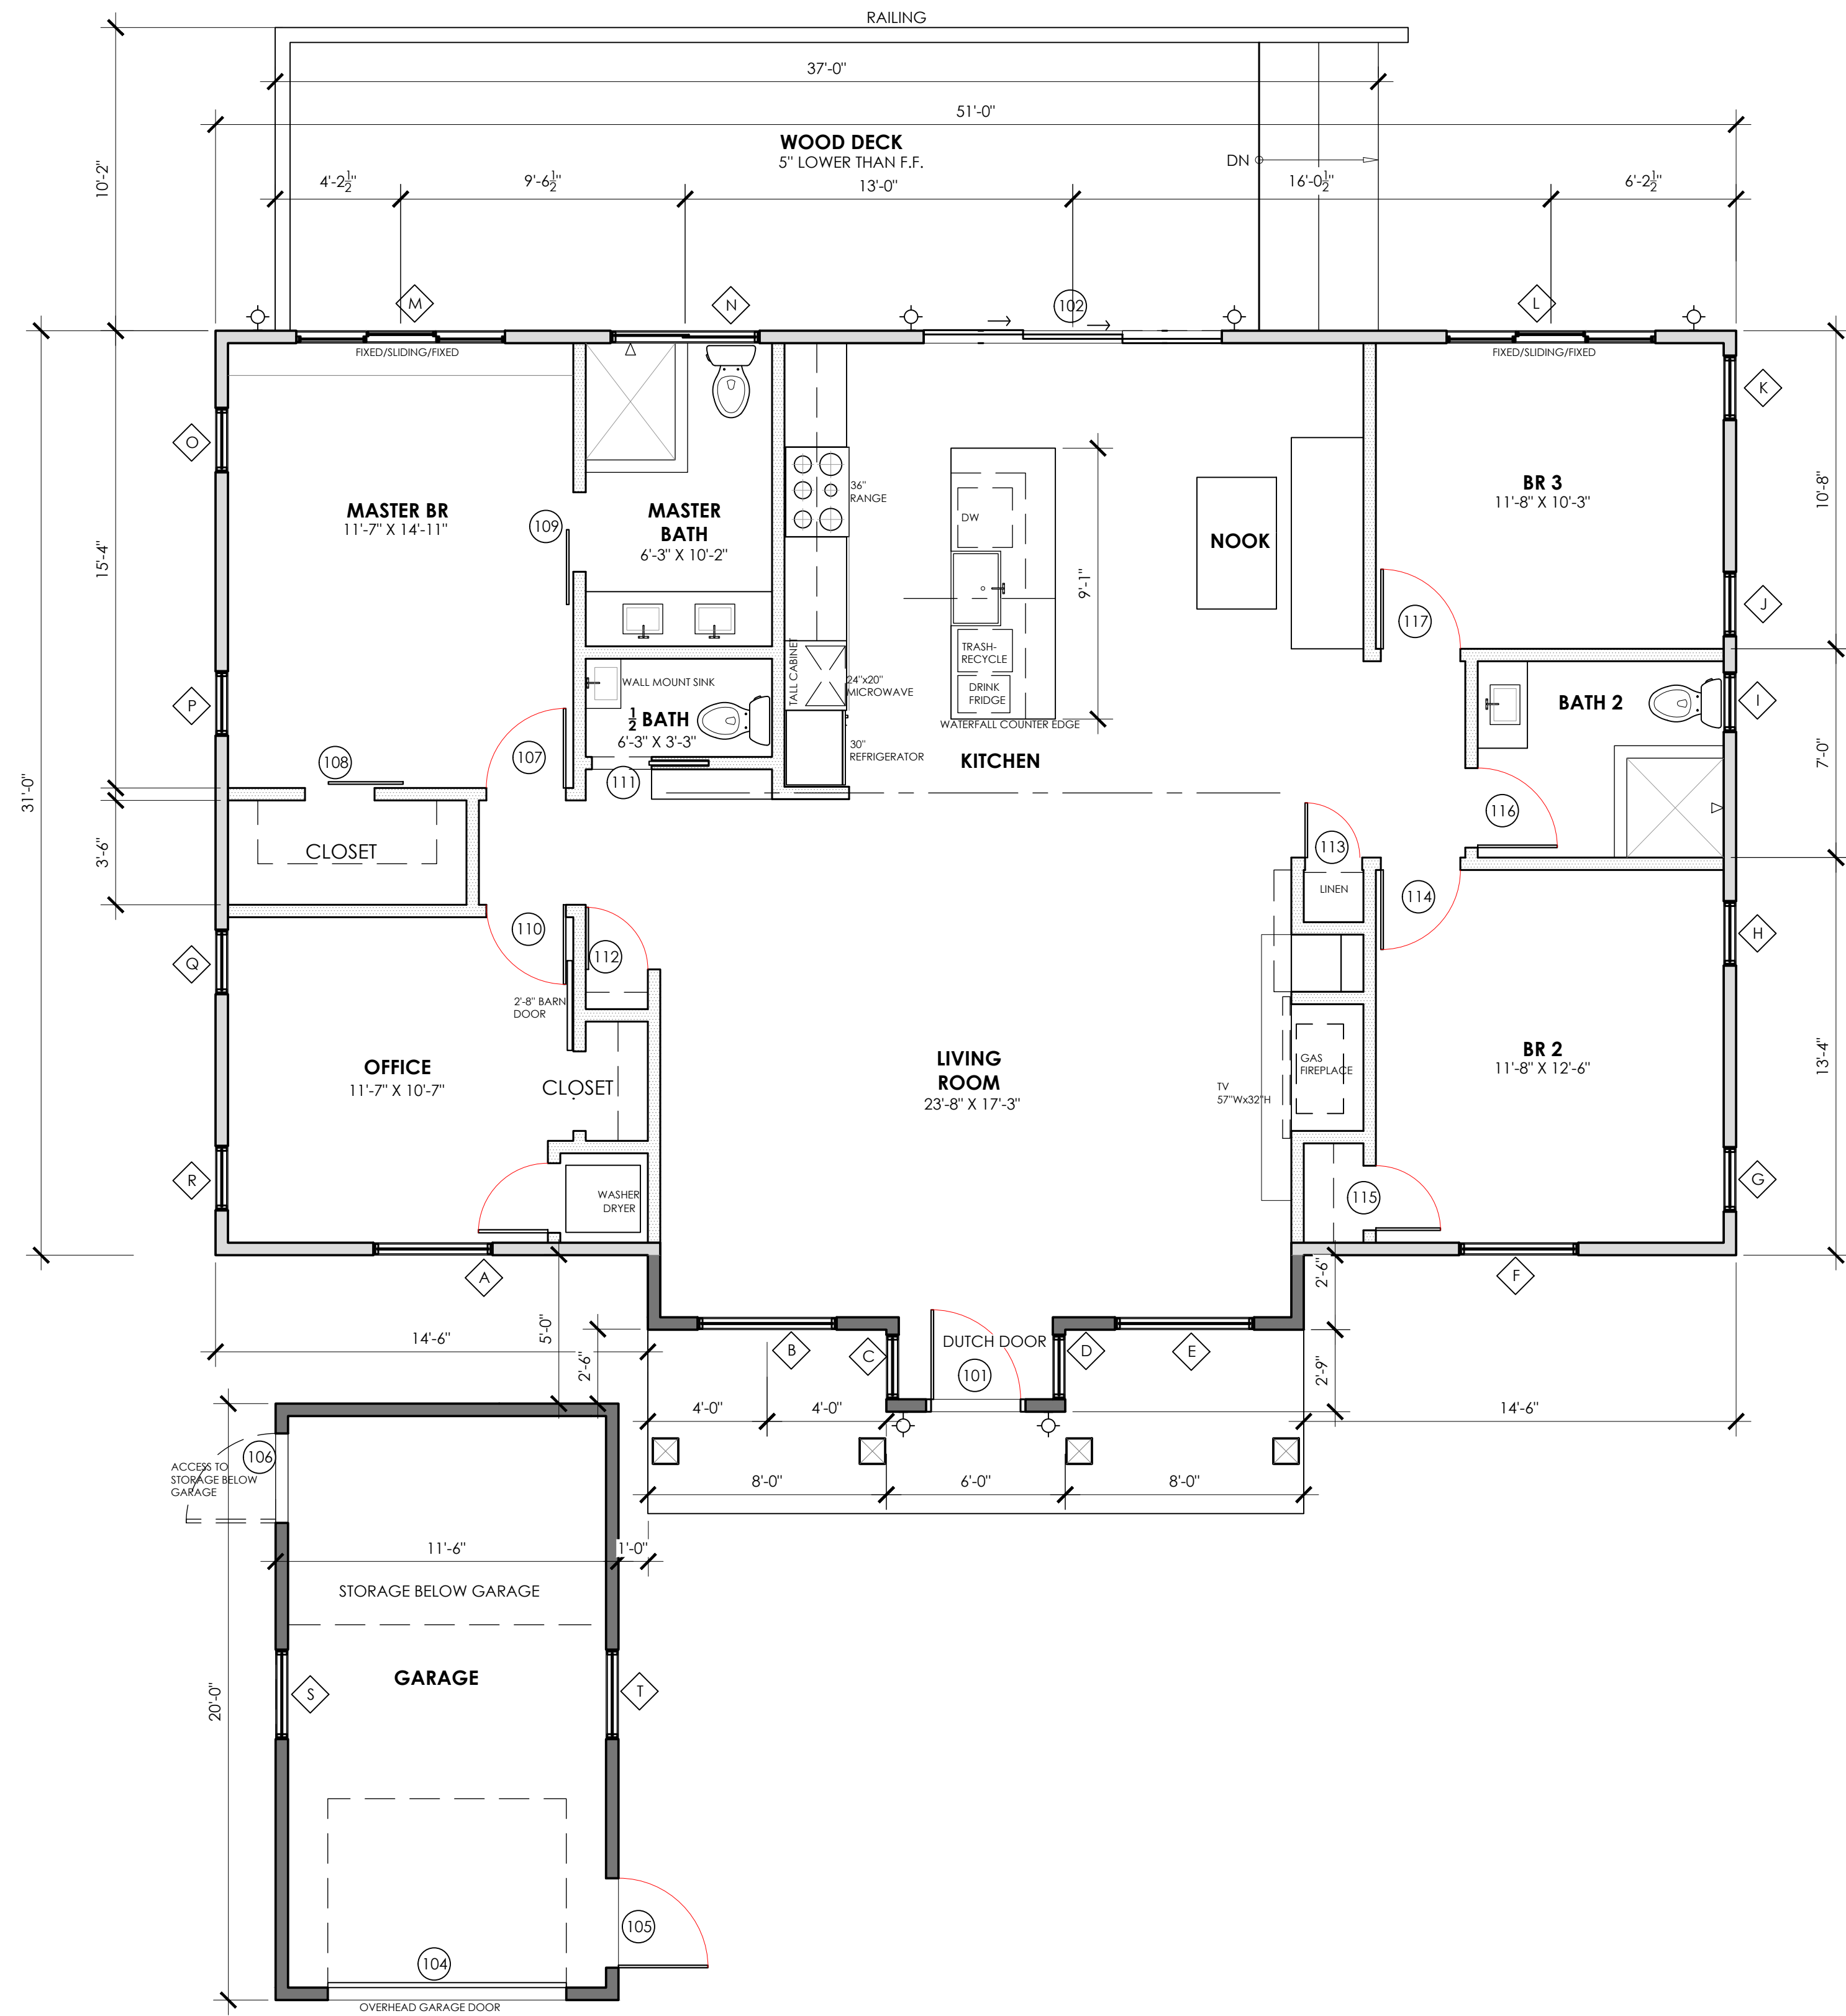 RAILING
37'-0"
51'-0"
WOOD DECK
5" LOWER THAN F.F.
DN
10'-2"
4'-2½"
9'-6½"
13'-0"
16'-0½"
6'-2½"
M
N
102
L
FIXED/SLIDING/FIXED
FIXED/SLIDING/FIXED
K
O
MASTER BR
11'-7" X 14'-11"
109
MASTER
BATH
6'-3" X 10'-2"
36"
RANGE
DW
NOOK
BR 3
11'-8" X 10'-3"
10'-8"
15'-4"
9'-1"
J
117
TRASH-
RECYCLE
DRINK
FRIDGE
TALL CABINET
24"x20"
MICROWAVE
WATERFALL COUNTER EDGE
WALL MOUNT SINK
½ BATH
6'-3" X 3'-3"
P
BATH 2
I
30"
REFRIGERATOR
KITCHEN
107
108
111
7'-0"
31'-0"
116
3'-6"
CLOSET
113
LINEN
114
110
112
H
Q
2'-8" BARN
DOOR
OFFICE
11'-7" X 10'-7"
CLOSET
LIVING
ROOM
23'-8" X 17'-3"
GAS
FIREPLACE
TV
57"Wx32"H
BR 2
11'-8" X 12'-6"
13'-4"
R
WASHER
DRYER
115
G
A
F
2'-6"
14'-6"
5'-0"
2'-6"
B
C
DUTCH DOOR
101
D
E
2'-9"
4'-0"
4'-0"
14'-6"
106
ACCESS TO
STORAGE BELOW
GARAGE
8'-0"
6'-0"
8'-0"
11'-6"
1'-0"
STORAGE BELOW GARAGE
GARAGE
S
T
20'-0"
105
104
OVERHEAD GARAGE DOOR